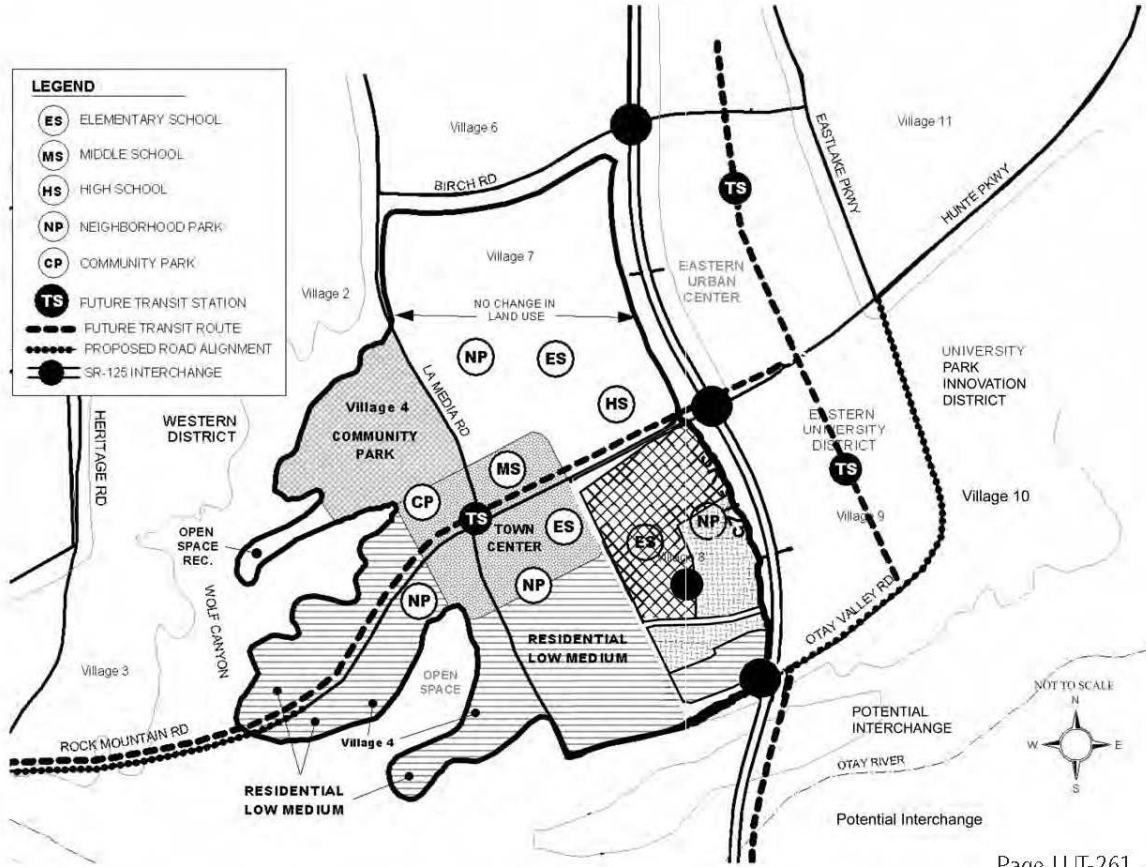 LEGEND
ES ELEMENTARY SCHOOL
MS MIDDLE SCHOOL
HS HIGH SCHOOL
NP NEIGHBORHOOD PARK
CP COMMUNITY PARK
TS FUTURE TRANSIT STATION
FUTURE TRANSIT ROUTE
PROPOSED ROAD ALIGNMENT
SR-125 INTERCHANGE
Village 6
Village 11
BIRCH RD
EASTLAKE PKWY
HUNTE PKWY
TS
Village 7
EASTERN
URBAN
CENTER
Village 2
NO CHANGE IN
LAND USE
NP
ES
HS
LA MEDIA RD
UNIVERSITY
PARK
INNOVATION
DISTRICT
HERITAGE RD
WESTERN
DISTRICT
Village 4
COMMUNITY
PARK
EASTERN
UNIVERSITY
DISTRICT
TS
MS
CP
TS
TOWN
CENTER
ES
ES
NP
Village 9
Village 10
OPEN
SPACE
REC.
WOLF CANYON
NP
NP
RESIDENTIAL
LOW MEDIUM
OTAY VALLEY RD
Village 3
OPEN
SPACE
Village 4
ROCK MOUNTAIN RD
RESIDENTIAL
LOW MEDIUM
NOT TO SCALE
N
W
E
S
POTENTIAL
INTERCHANGE
OTAY RIVER
Potential Interchange
Page LUT-261